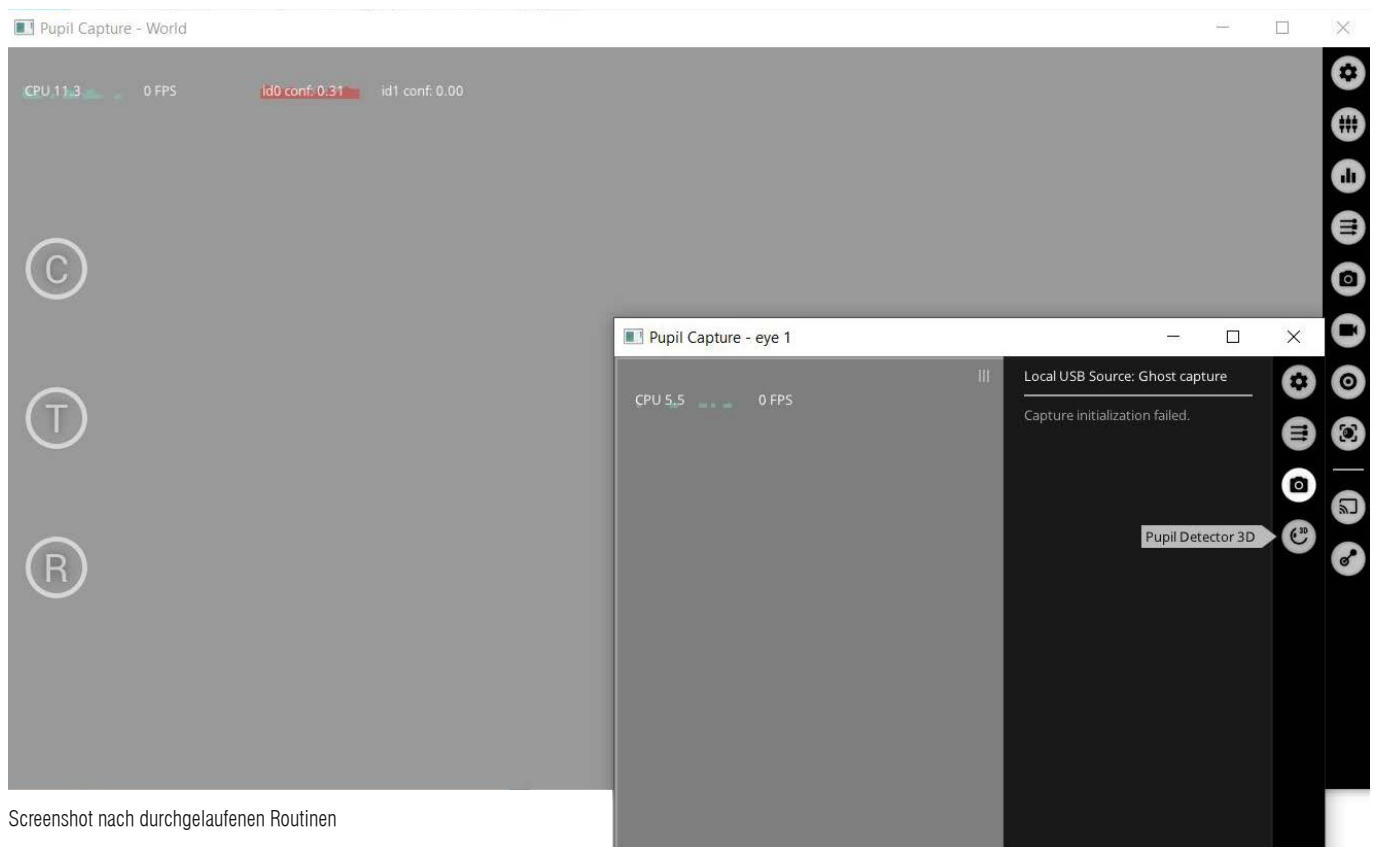 Pupil Capture - World
CPU 11.3 0 FPS id0 conf: 0.31 id1 conf: 0.00
C
T
R
Pupil Capture - eye 1
CPU 5.5 0 FPS
Local USB Source: Ghost capture
Capture initialization failed.
Pupil Detector 3D
3D
Screenshot nach durchgelaufenen Routinen